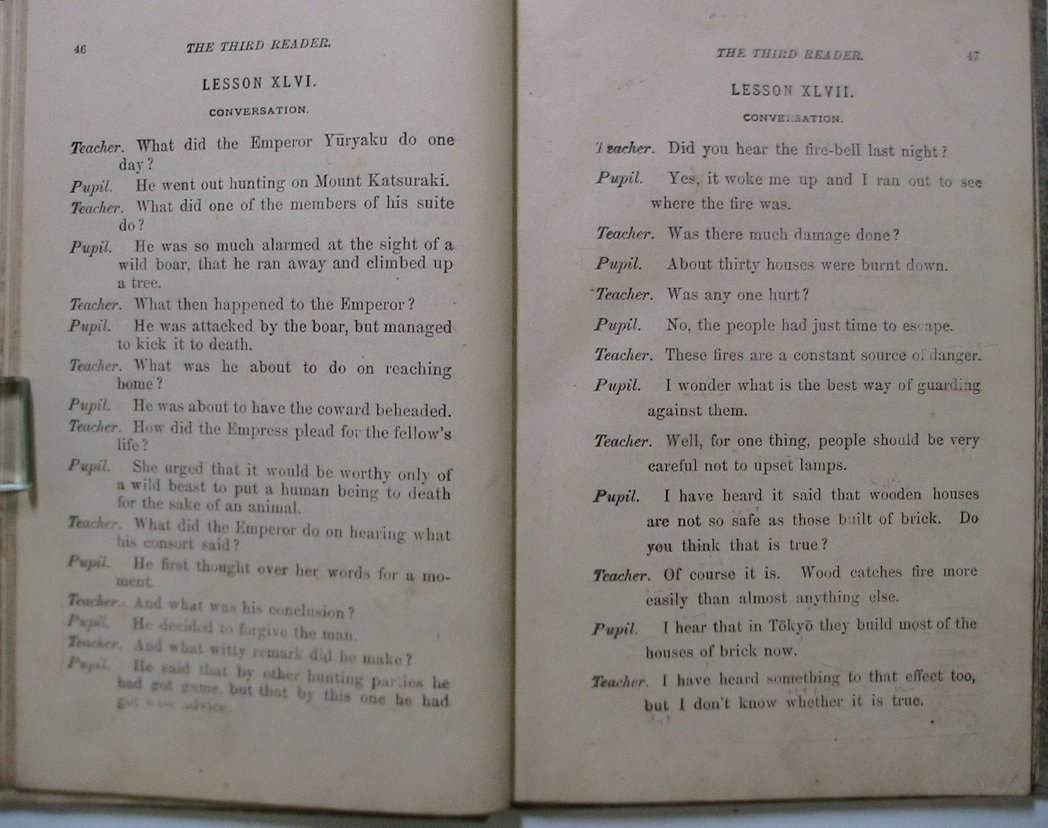 46
THE THIRD READER.
LESSON XLVI.
CONVERSATION.
Teacher. What did the Emperor Yūryaku do one
day?
Pupil. He went out hunting on Mount Katsuraki.
Teacher. What did one of the members of his suite
do?
Pupil. He was so much alarmed at the sight of a
wild boar, that he ran away and climbed up
a tree.
Teacher. What then happened to the Emperor?
Pupil. He was attacked by the boar, but managed
to kick it to death.
Teacher. What was he about to do on reaching
home?
Pupil. He was about to have the coward beheaded.
Teacher. How did the Empress plead for the fellow's
life?
Pupil. She urged that it would be worthy only of
a wild beast to put a human being to death
for the sake of an animal.
Teacher. What did the Emperor do on hearing what
his consort said?
Pupil. He first thought over her words for a mo-
ment.
Teacher. And what was his conclusion?
Pupil. He decided to forgive the man.
Teacher. And what witty remark did he make?
Pupil. He said that by other hunting parties he
had got game, but that by this one he had
got wise advice.
THE THIRD READER.
47
LESSON XLVII.
CONVERSATION.
Teacher. Did you hear the fire-bell last night?
Pupil. Yes, it woke me up and I ran out to see
where the fire was.
Teacher. Was there much damage done?
Pupil. About thirty houses were burnt down.
Teacher. Was any one hurt?
Pupil. No, the people had just time to escape.
Teacher. These fires are a constant source of danger.
Pupil. I wonder what is the best way of guarding
against them.
Teacher. Well, for one thing, people should be very
careful not to upset lamps.
Pupil. I have heard it said that wooden houses
are not so safe as those built of brick. Do
you think that is true?
Teacher. Of course it is. Wood catches fire more
easily than almost anything else.
Pupil. I hear that in Tōkyō they build most of the
houses of brick now.
Teacher. I have heard something to that effect too,
but I don't know whether it is true.